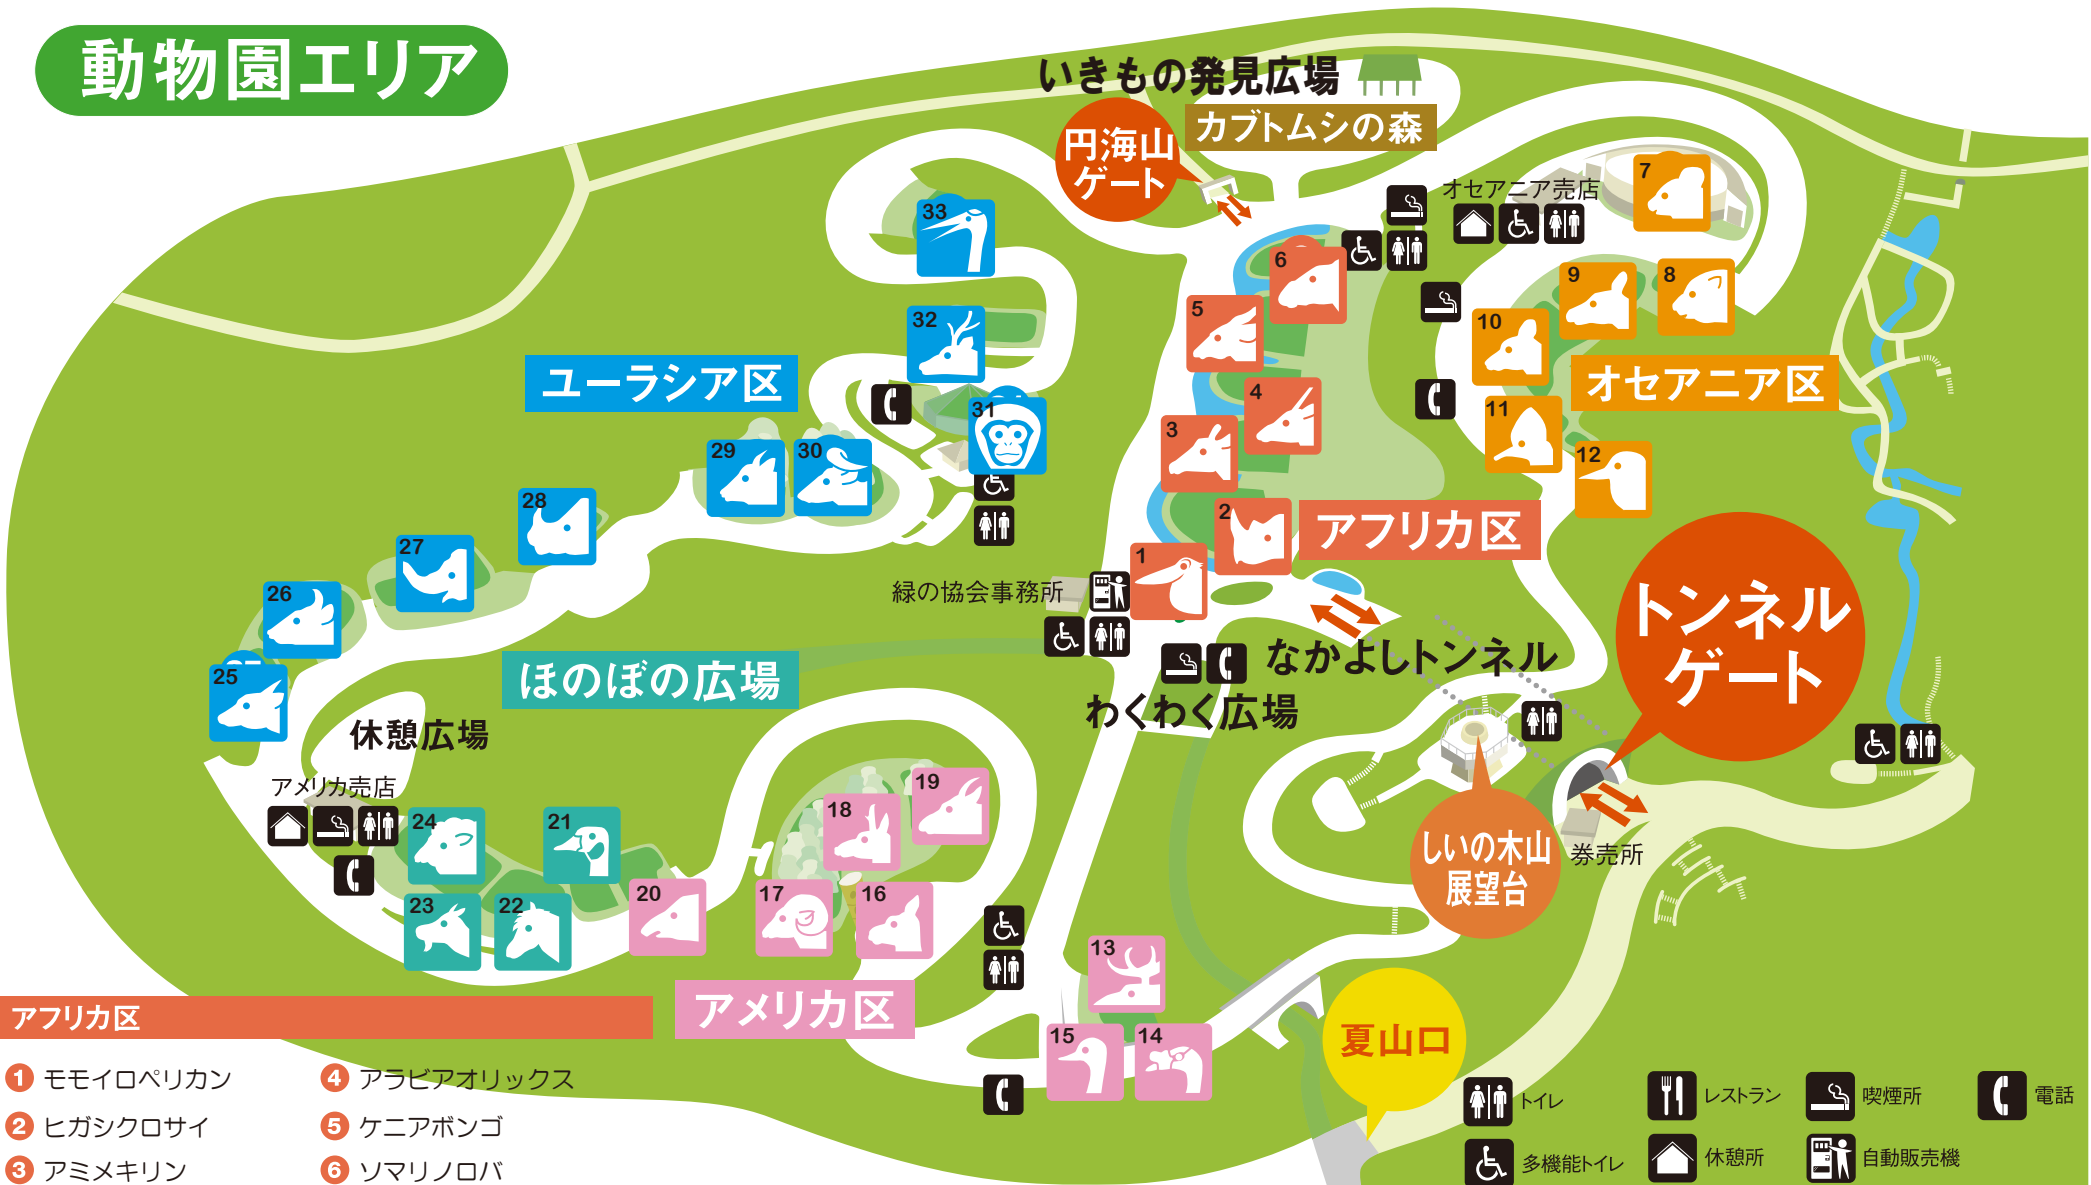 動物園エリア
いきもの発見広場
カブトムシの森
円海山
ゲート
オセアニア売店
7
33
6
9
8
5
10
32
ユーラシア区
オセアニア区
4
31
11
3
29
30
12
28
2
アフリカ区
27
1
トンネル
ゲート
26
緑の協会事務所
なかよしトンネル
25
ほのぼの広場
わくわく広場
休憩広場
アメリカ売店
19
18
24
21
しいの木山
展望台
券売所
20
17
16
23
22
13
アメリカ区
15
14
夏山口
アフリカ区
1 モモイロペリカン
4 アラビアオリックス
2 ヒガシクロサイ
5 ケニアボンゴ
3 アミメキリン
6 ソマリノロバ
トイレ
レストラン
喫煙所
電話
多機能トイレ
休憩所
自動販売機